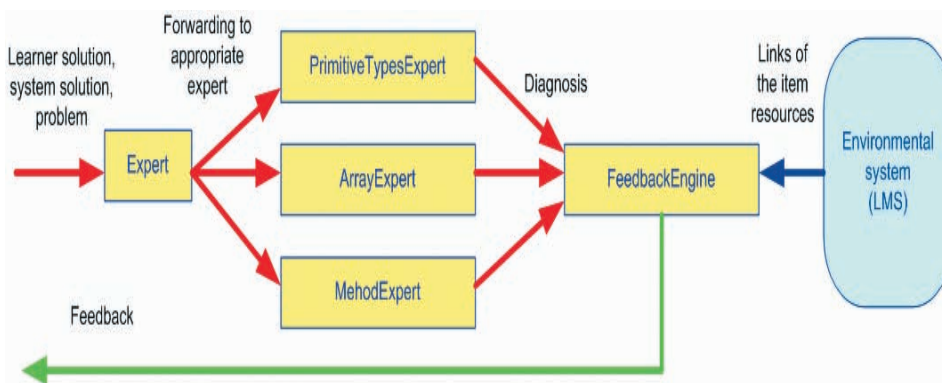 Learner solution,
system solution,
problem
Forwarding to
appropriate
expert
Expert
PrimitiveTypesExpert
ArrayExpert
MehodExpert
Diagnosis
FeedbackEngine
Links of
the item
resources
Environmental
system
(LMS)
Feedback